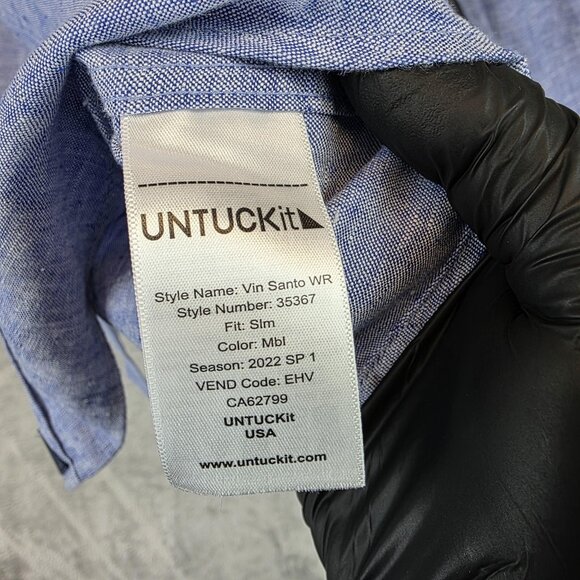 UNTUCKit
Style Name: Vin Santo WR
Style Number: 35367
Fit: Slm
Color: Mbl
Season: 2022 SP 1
VEND Code: EHV
CA62799
UNTUCKit
USA
www.untuckit.com